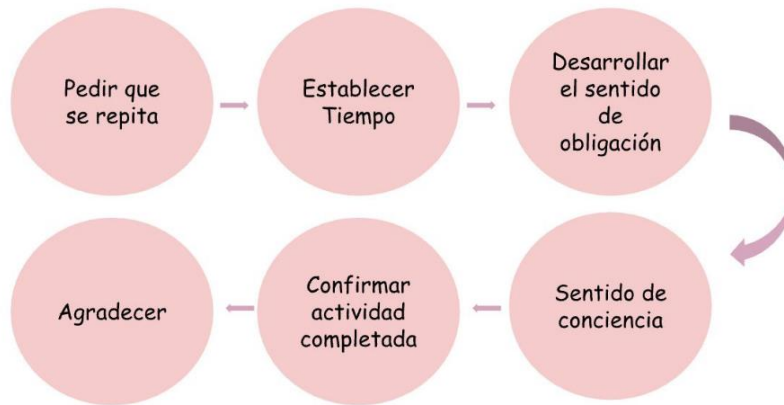 Pedir que
se repita
Establecer
Tiempo
Desarrollar
el sentido
de
obligación
Sentido de
conciencia
Confirmar
actividad
completada
Agradecer